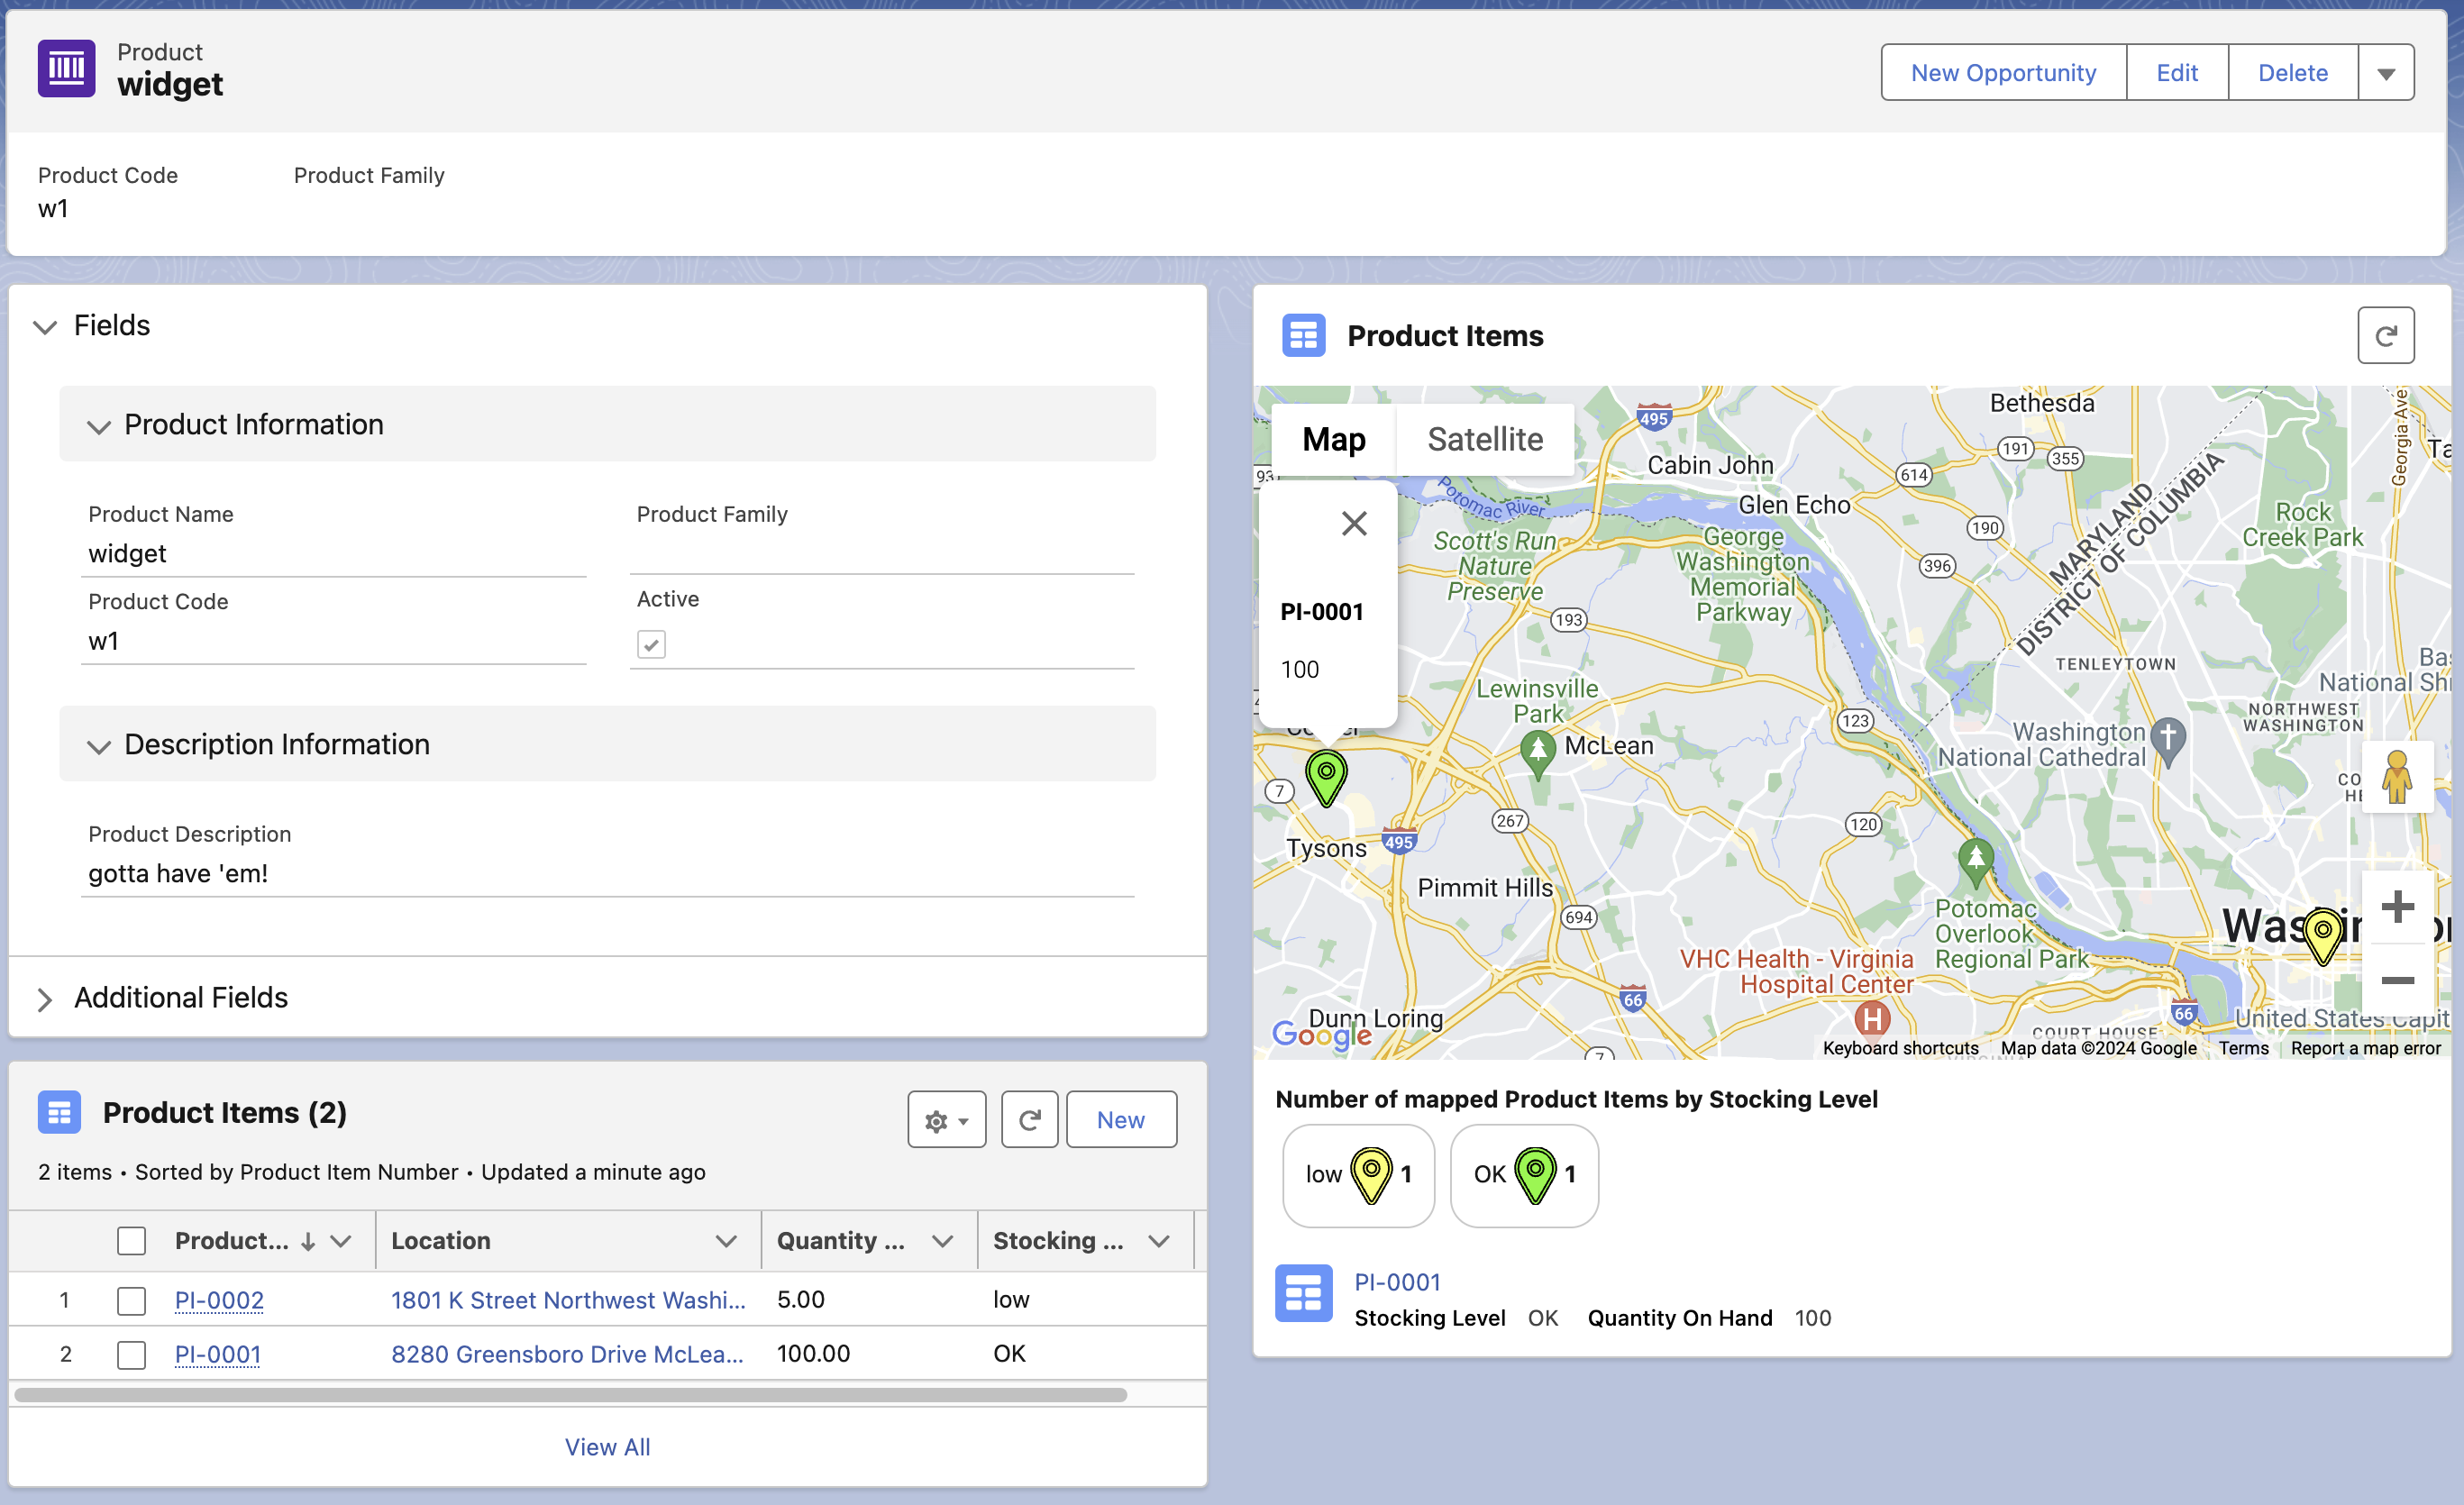 Product
widget
New Opportunity
Edit
Delete
Product Code
Product Family
w1
Fields
Product Information
Product Name
Product Family
widget
Product Code
Active
w1
Description Information
Product Description
gotta have 'em!
Additional Fields
Product Items (2)
New
2 items • Sorted by Product Item Number • Updated a minute ago
Product...
Location
Quantity ...
Stocking ...
1
PI-0002
1801 K Street Northwest Washi...
5.00
low
2
PI-0001
8280 Greensboro Drive McLea...
100.00
OK
View All
Product Items
Map
Satellite
PI-0001
100
Bethesda
495
Cabin John
191
355
614
Georgia Ave
Potomac River
Glen Echo
190
396
MARYLAND
DISTRICT OF COLUMBIA
Rock
Creek Park
Scott's Run
Nature
Preserve
George
Washington
Memorial
Parkway
193
TENLEYTOWN
National Shri
NORTHWEST
WASHINGTON
Lewinsville
Park
McLean
123
Washington
National Cathedral
7
267
120
Tysons
495
Pimmit Hills
694
Potomac
Overlook
Regional Park
VHC Health - Virginia
Hospital Center
H
66
66
Dunn Loring
COURT HOUSE
United States Capit
7
Google
Keyboard shortcuts
Map data ©2024 Google
Terms
Report a map error
Number of mapped Product Items by Stocking Level
low 1
OK 1
PI-0001
Stocking Level OK Quantity On Hand 100